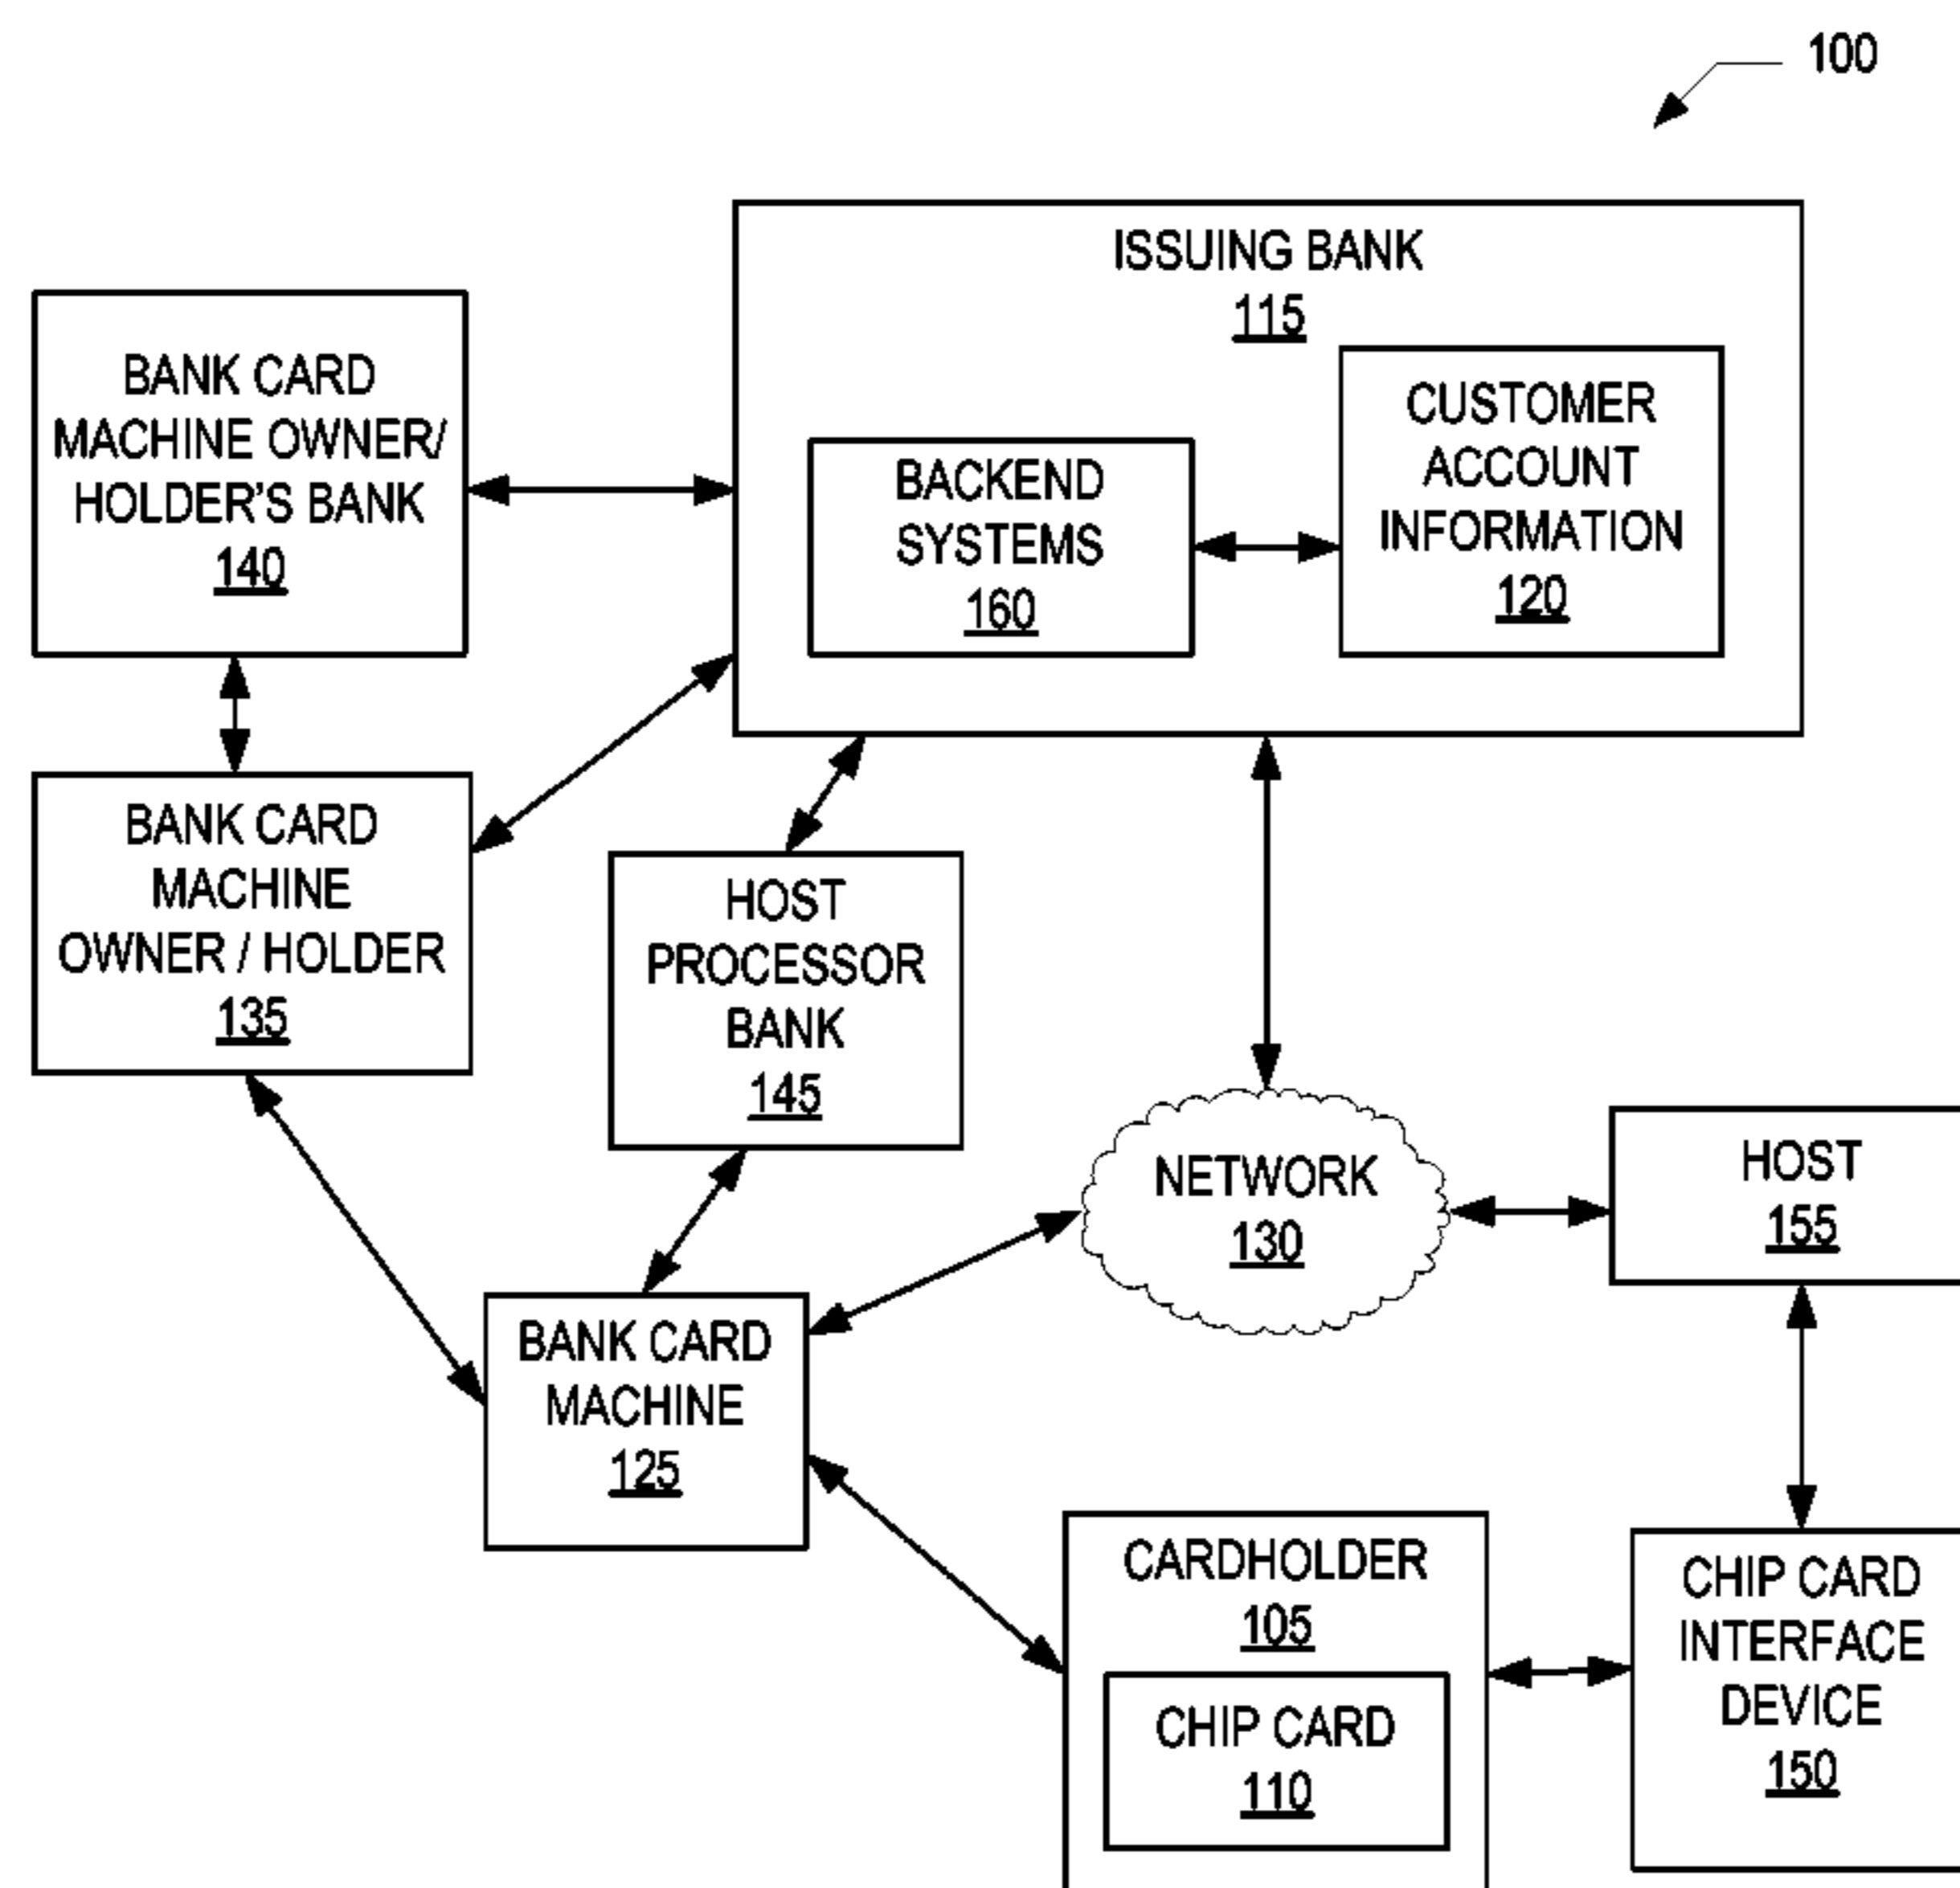 100
ISSUING BANK
115
BANK CARD
MACHINE OWNER/
HOLDER'S BANK
140
BACKEND
SYSTEMS
160
CUSTOMER
ACCOUNT
INFORMATION
120
BANK CARD
MACHINE
OWNER / HOLDER
135
HOST
PROCESSOR
BANK
145
NETWORK
130
HOST
155
BANK CARD
MACHINE
125
CARDHOLDER
105
CHIP CARD
110
CHIP CARD
INTERFACE
DEVICE
150